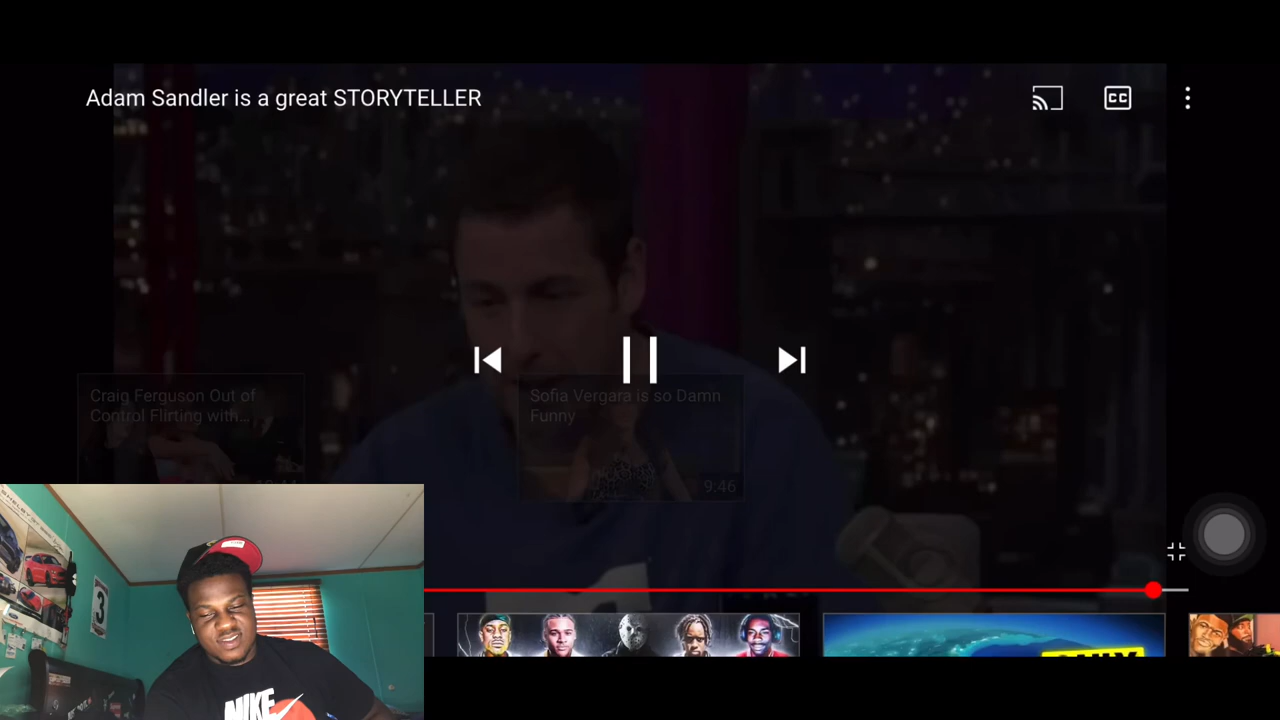 Adam Sandler is a great STORYTELLER
CC
Craig Ferguson Out of
Control Flirting with...
Sofia Vergara is so Damn
Funny
9:46
3
NIKE